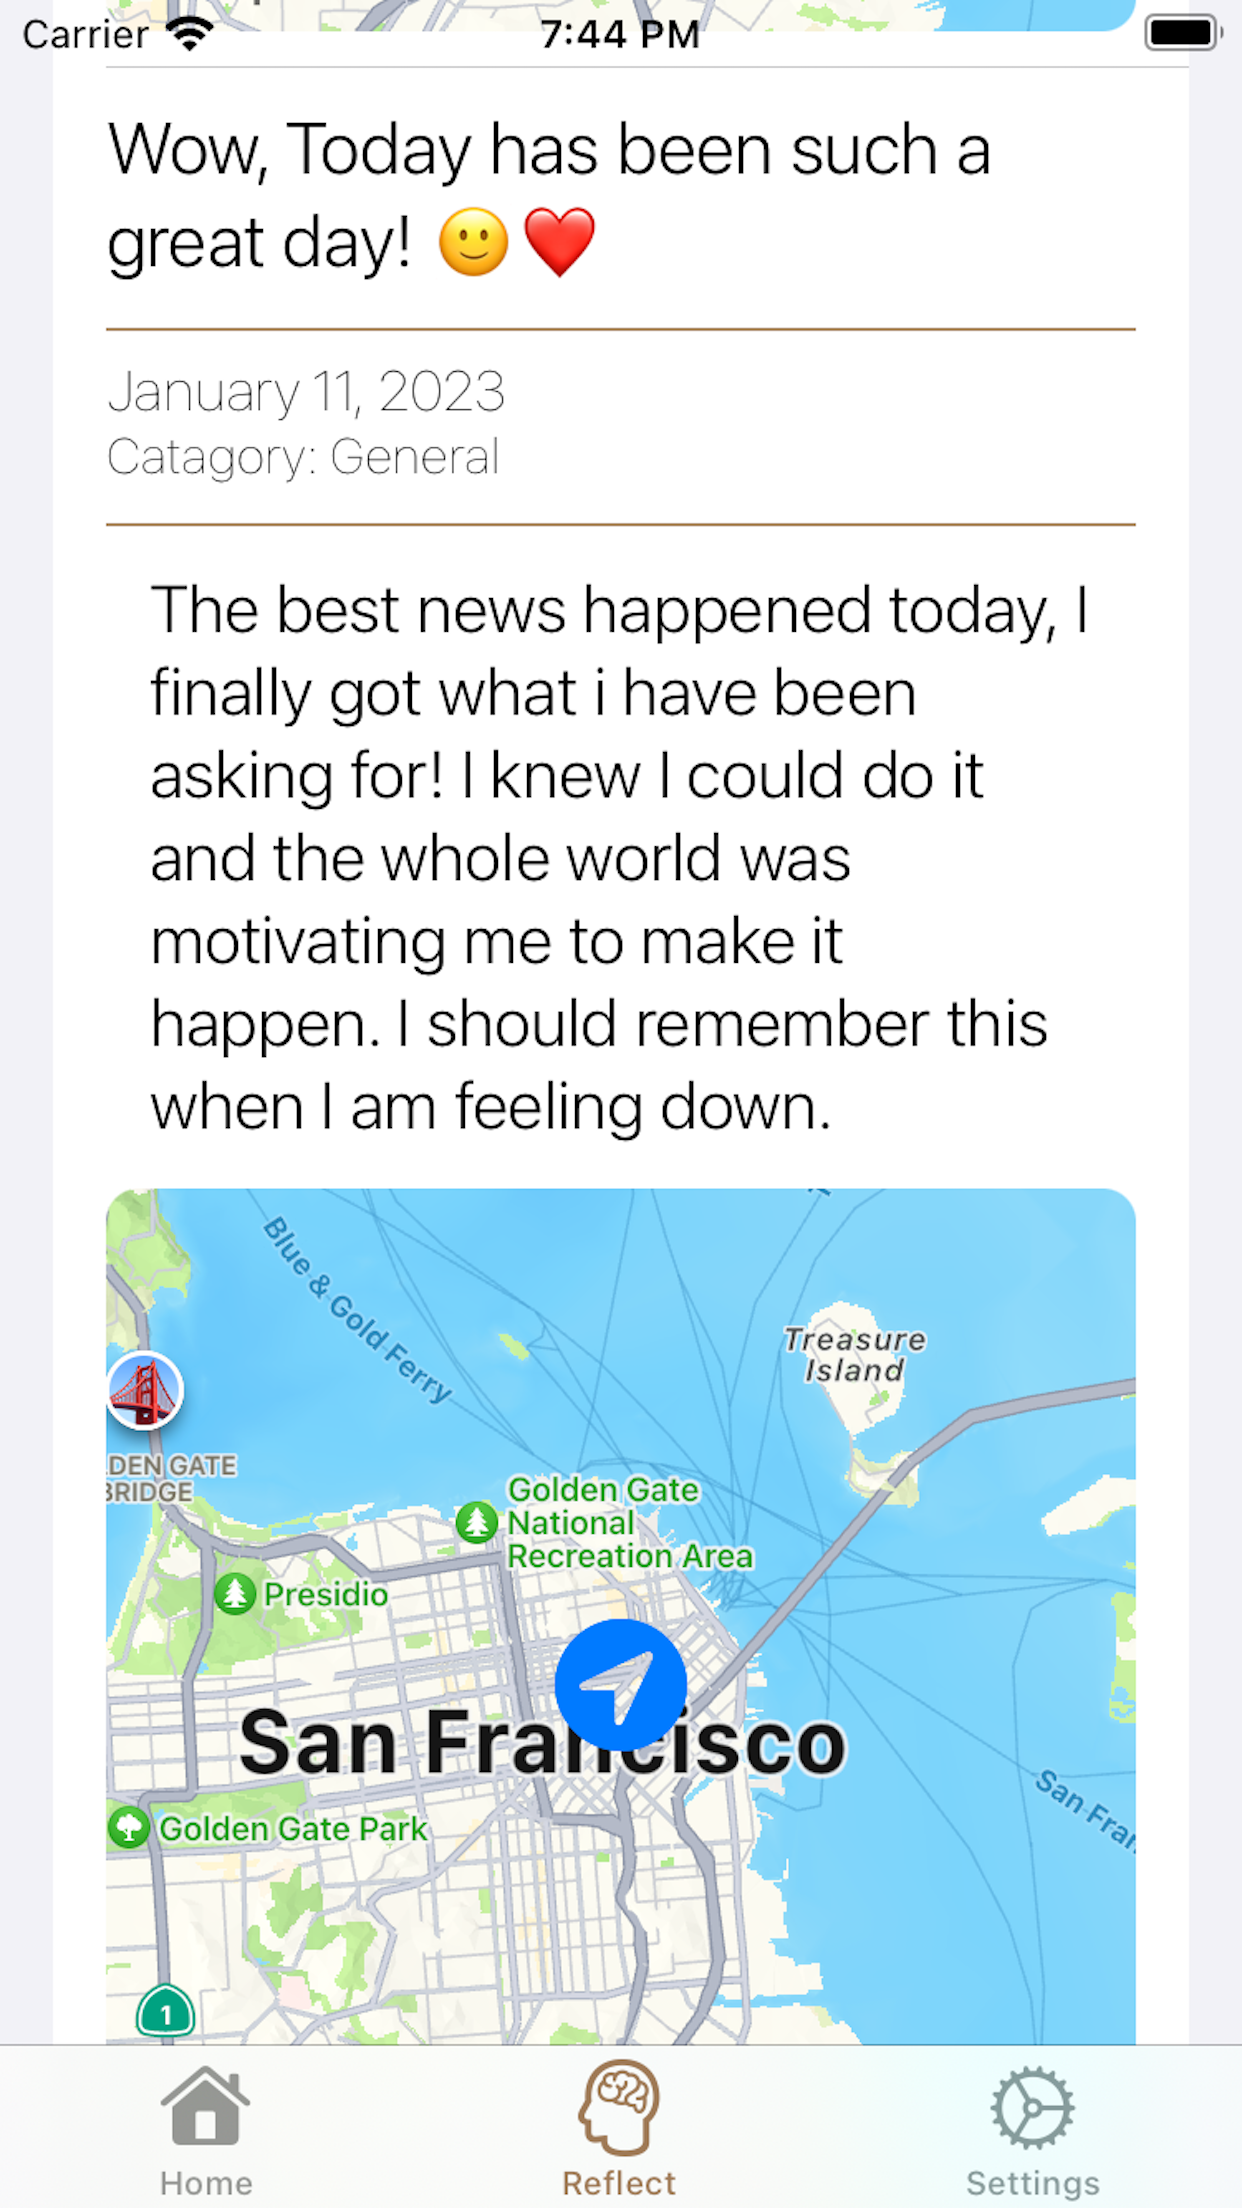 Carrier 7:44 PM
Wow, Today has been such a
great day! 🙂❤️
January 11, 2023
Catagory: General
The best news happened today, I
finally got what i have been
asking for! I knew I could do it
and the whole world was
motivating me to make it
happen. I should remember this
when I am feeling down.
Blue & Gold Ferry
Treasure
Island
DEN GATE
BRIDGE
Golden Gate
National
Recreation Area
Presidio
San Francisco
San Fran
Golden Gate Park
1
Home Reflect Settings